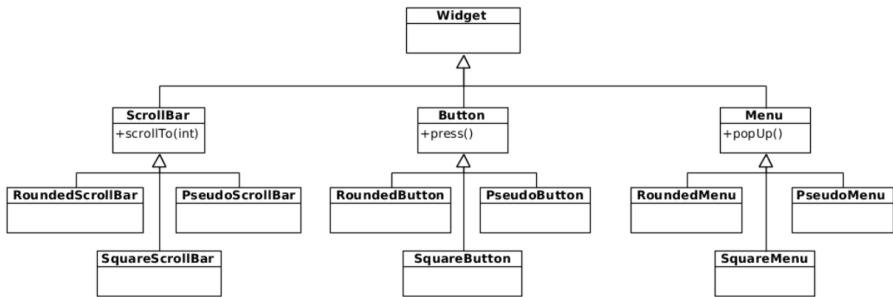 Widget
ScrollBar
+scrollTo(int)
Button
+press()
Menu
+popUp()
RoundedScrollBar
PseudoScrollBar
RoundedButton
PseudoButton
RoundedMenu
PseudoMenu
SquareScrollBar
SquareButton
SquareMenu